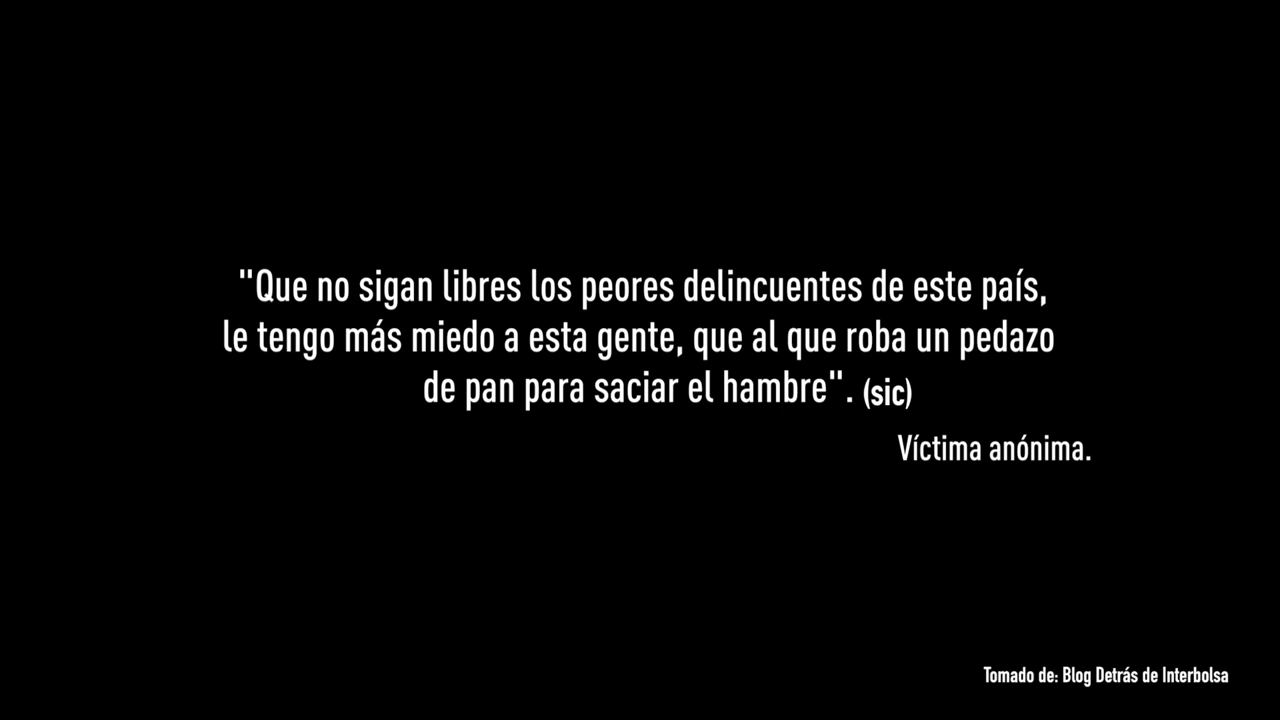 "Que no sigan libres los peores delincuentes de este país,
le tengo más miedo a esta gente, que al que roba un pedazo
de pan para saciar el hambre". (sic)
Víctima anónima.
Tomado de: Blog Detrás de Interbolsa